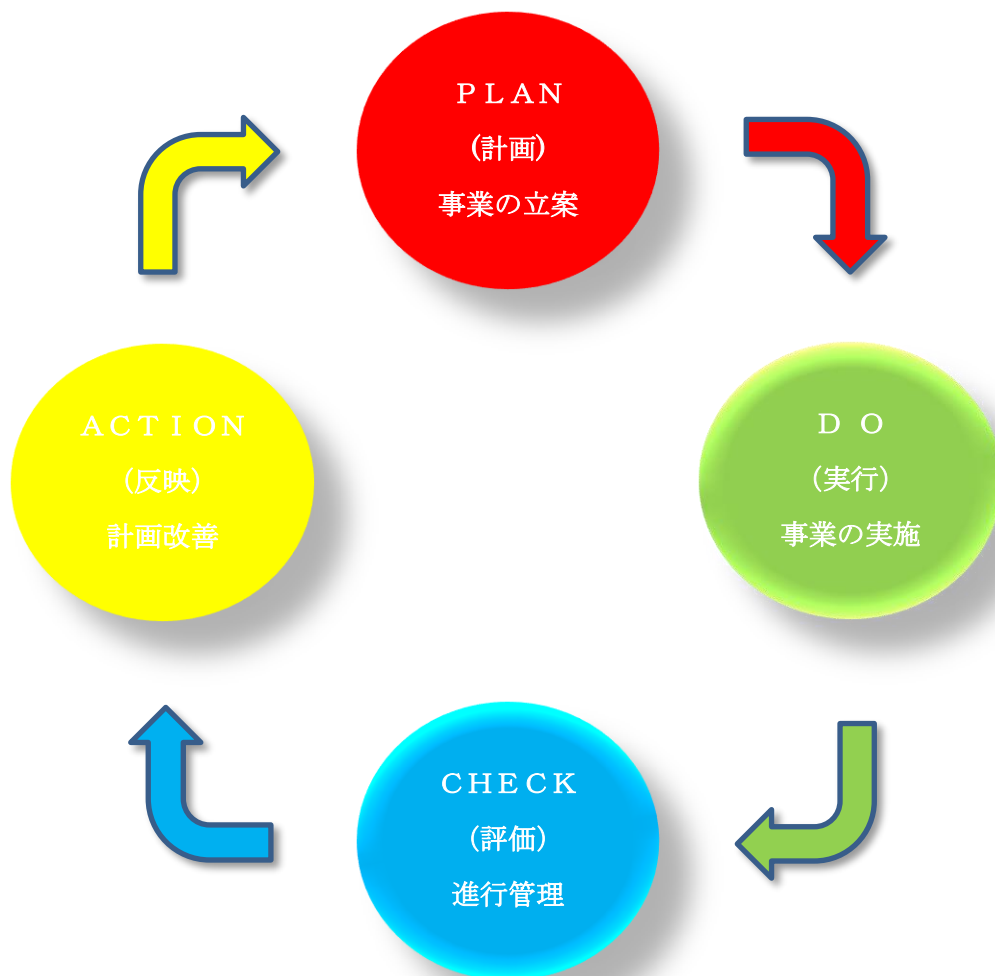 ＰＬＡＮ
（計画）
事業の立案
ＤＯ
（実行）
事業の実施
ＣＨＥＣＫ
（評価）
進行管理
ＡＣＴＩＯＮ
（反映）
計画改善